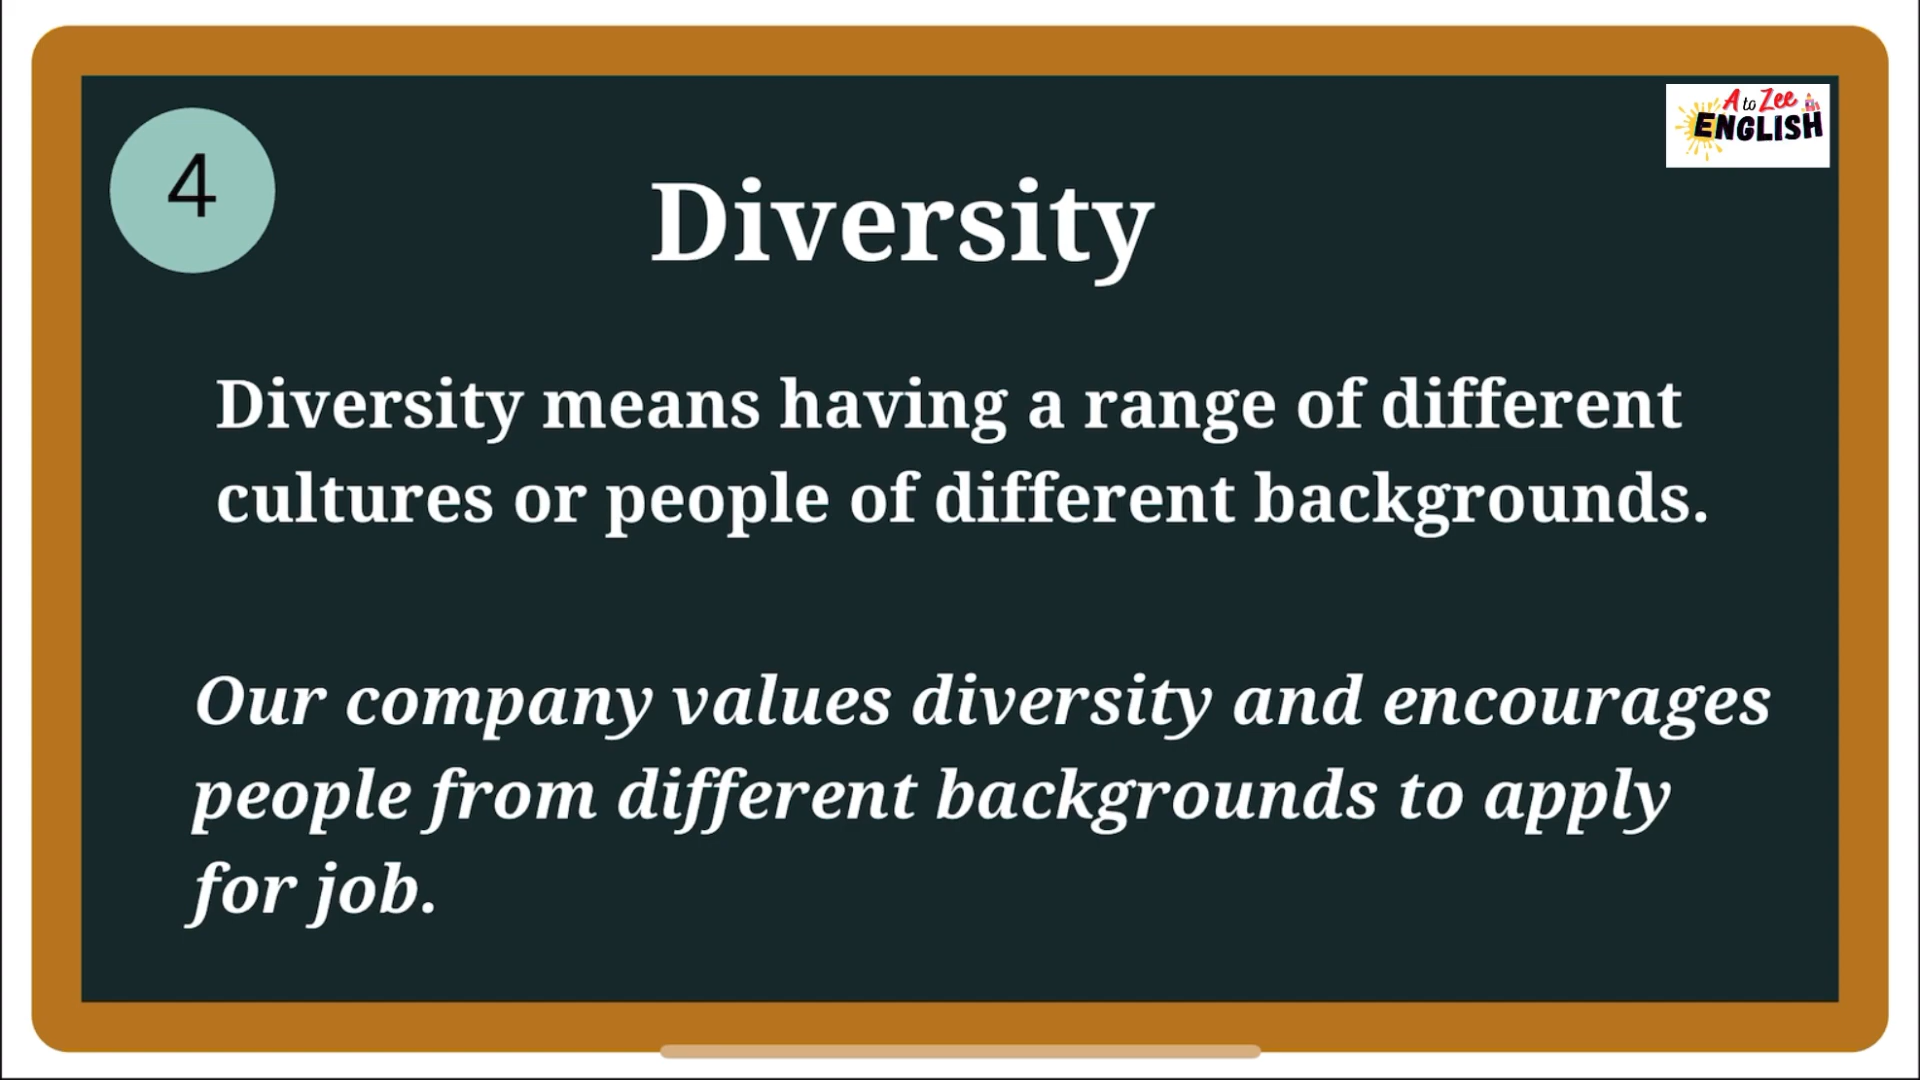 4
A to Zee
ENGLISH
Diversity
Diversity means having a range of different
cultures or people of different backgrounds.
Our company values diversity and encourages
people from different backgrounds to apply
for job.